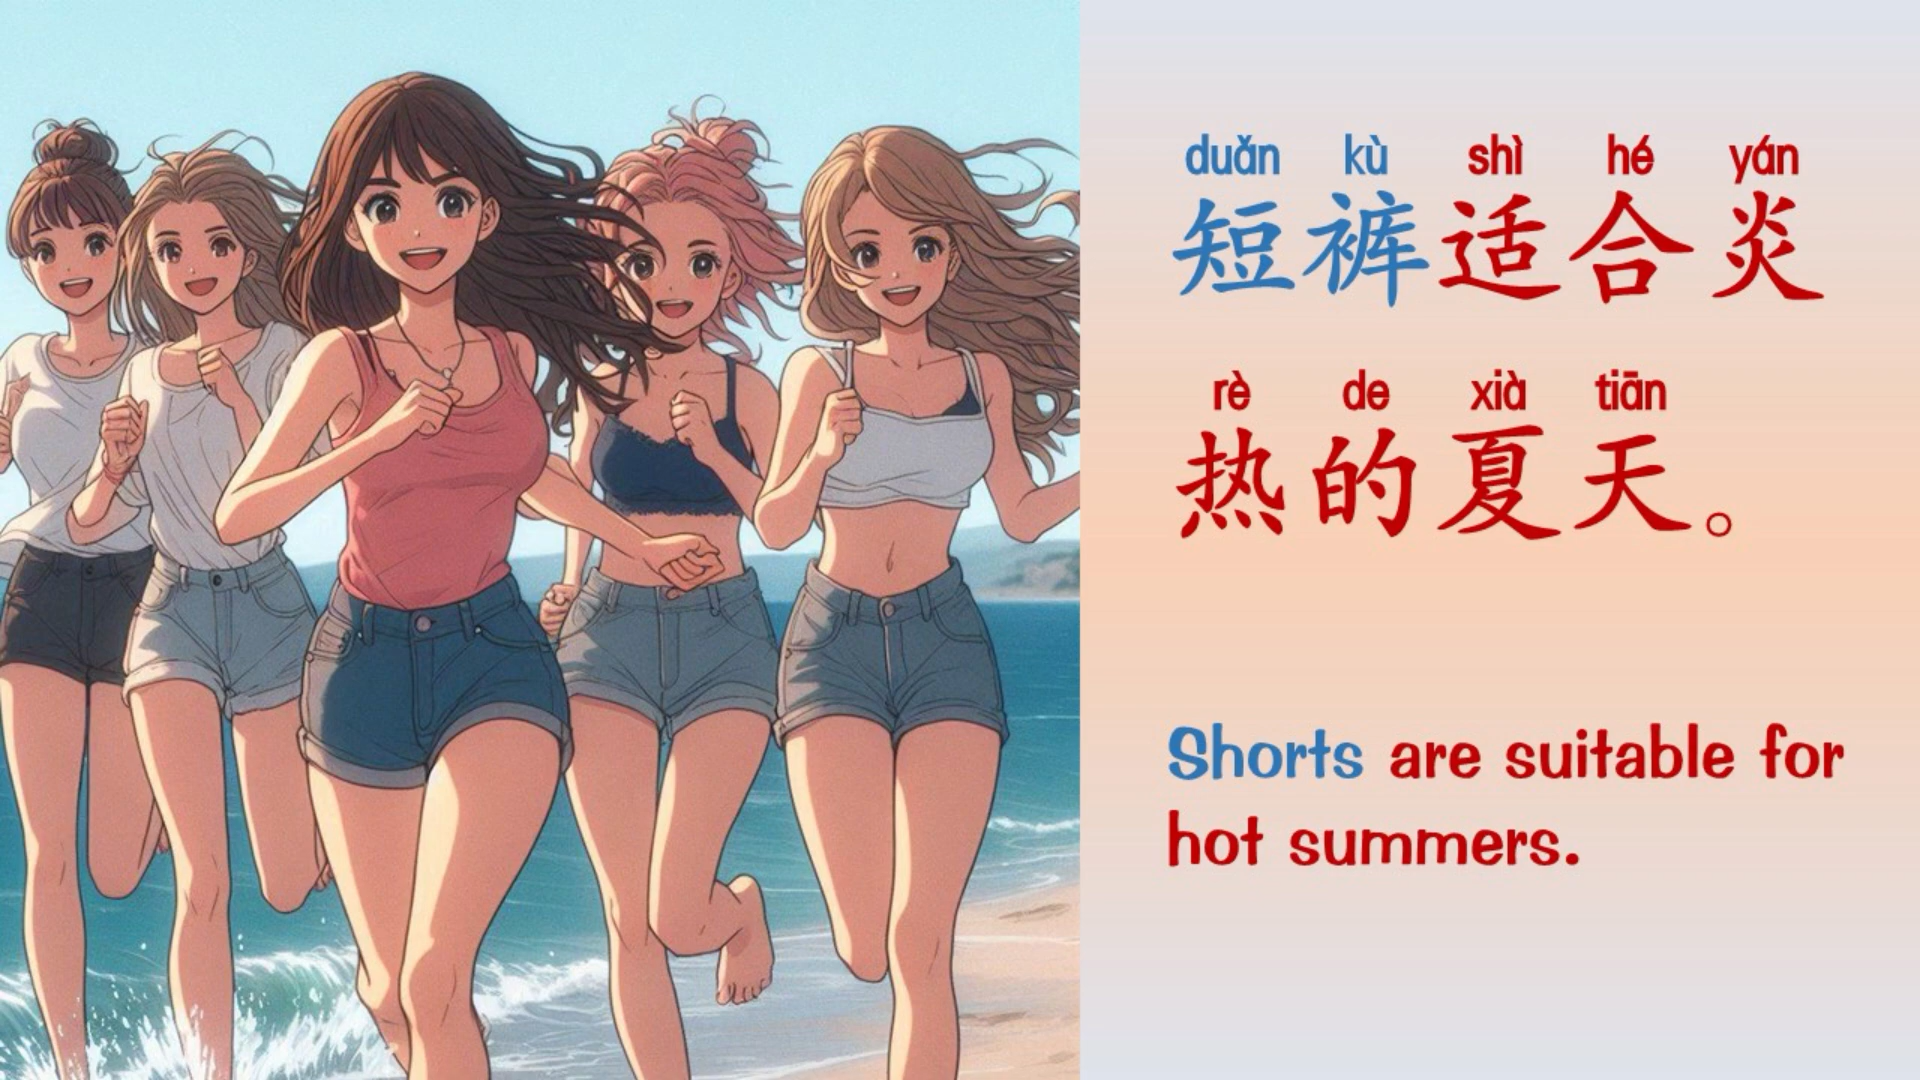 duǎn kù shì hé yán
短裤适合炎
rè de xià tiān
热的夏天。
Shorts are suitable for
hot summers.